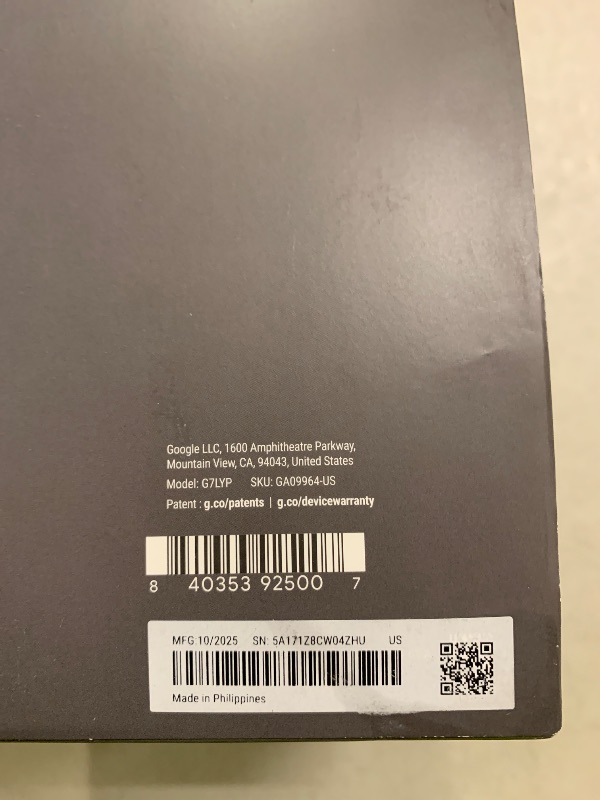 Google LLC, 1600 Amphitheatre Parkway,
Mountain View, CA, 94043, United States
Model: G7LYP SKU: GA09964-US
Patent : g.co/patents | g.co/devicewarranty
8 40353 92500 7
MFG:10/2025 SN: 5A171Z8CW04ZHU US
Made in Philippines